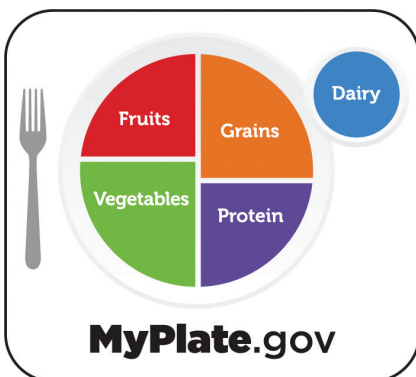 Dairy
Fruits
Grains
Vegetables
Protein
MyPlate.gov